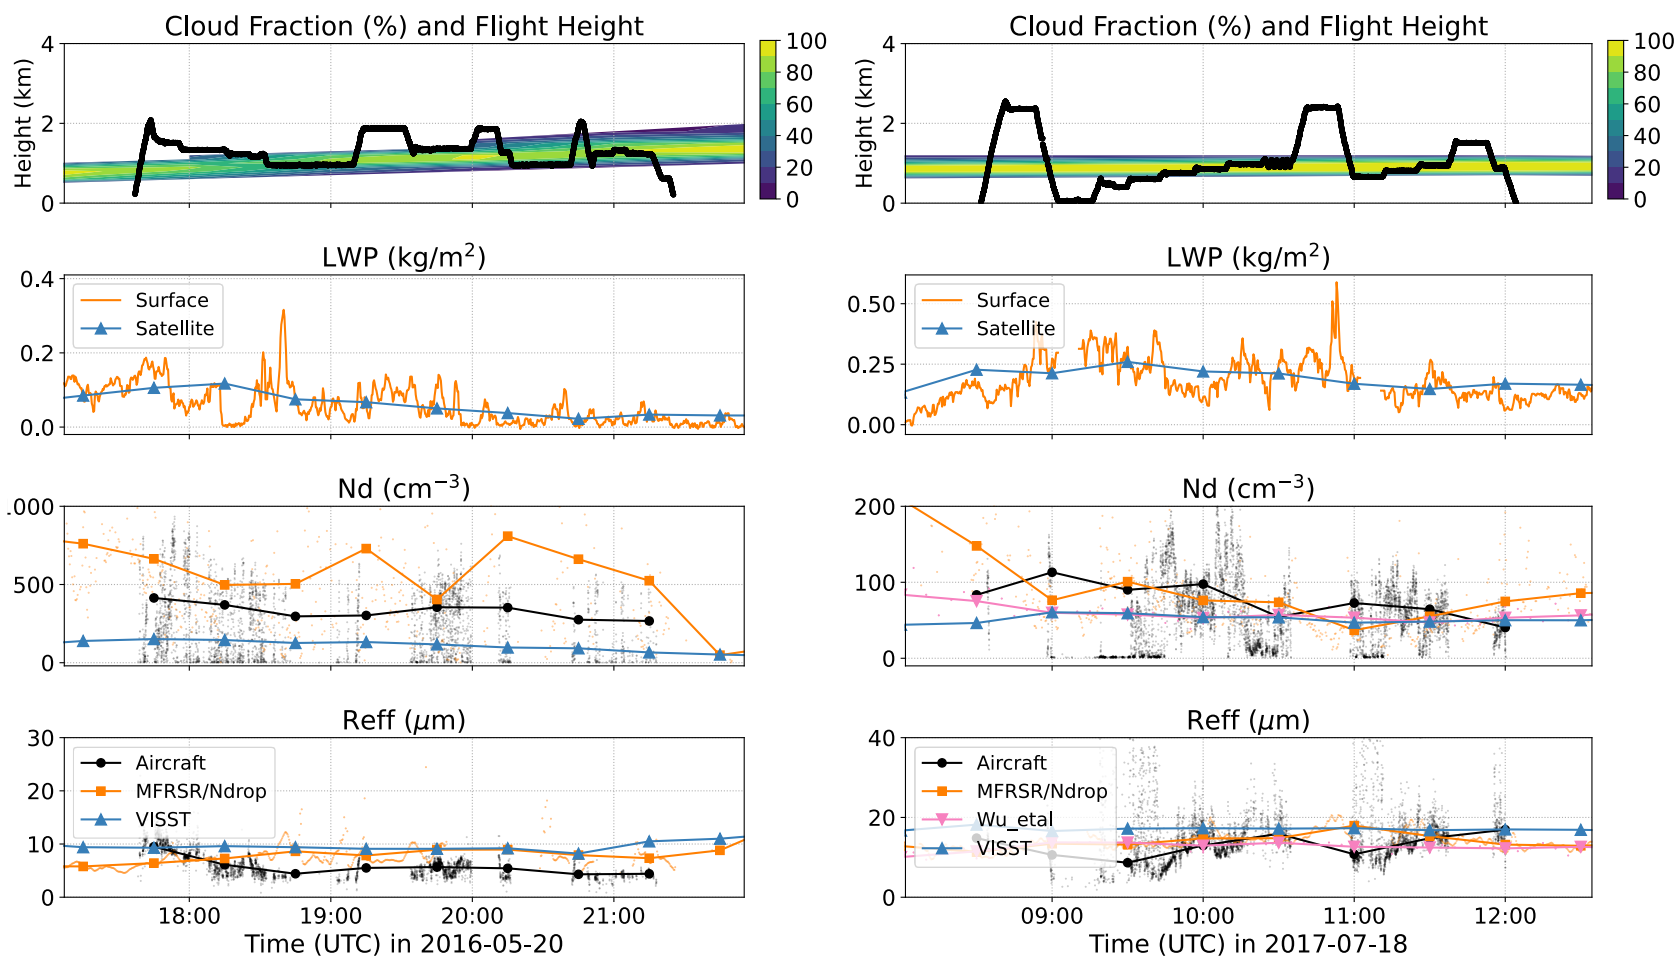 Cloud Fraction (%) and Flight Height
Height (km)
4
2
0
100
80
60
40
20
0
LWP (kg/m²)
0.4
0.2
0.0
Surface
Satellite
Nd (cm⁻³)
1000
500
0
Reff (μm)
30
20
10
0
Aircraft
MFRSR/Ndrop
VISST
18:00
19:00
20:00
21:00
Time (UTC) in 2016-05-20
Cloud Fraction (%) and Flight Height
Height (km)
4
2
0
100
80
60
40
20
0
LWP (kg/m²)
0.50
0.25
0.00
Surface
Satellite
Nd (cm⁻³)
200
100
0
Reff (μm)
40
20
0
Aircraft
MFRSR/Ndrop
Wu_etal
VISST
09:00
10:00
11:00
12:00
Time (UTC) in 2017-07-18